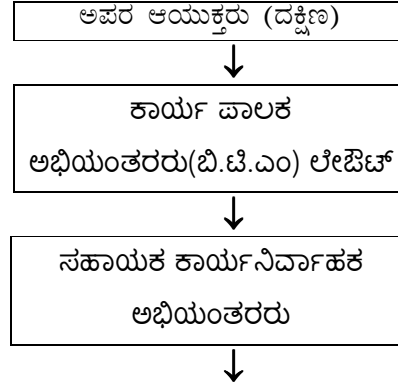 ಅಪರ ಆಯುಕ್ತರು (ದಕ್ಷಿಣ)
ಕಾರ್ಯ ಪಾಲಕ
ಅಭಿಯಂತರರು(ಬಿ.ಟಿ.ಎಂ) ಲೇಔಟ್
ಸಹಾಯಕ ಕಾರ್ಯನಿರ್ವಾಹಕ
ಅಭಿಯಂತರರು